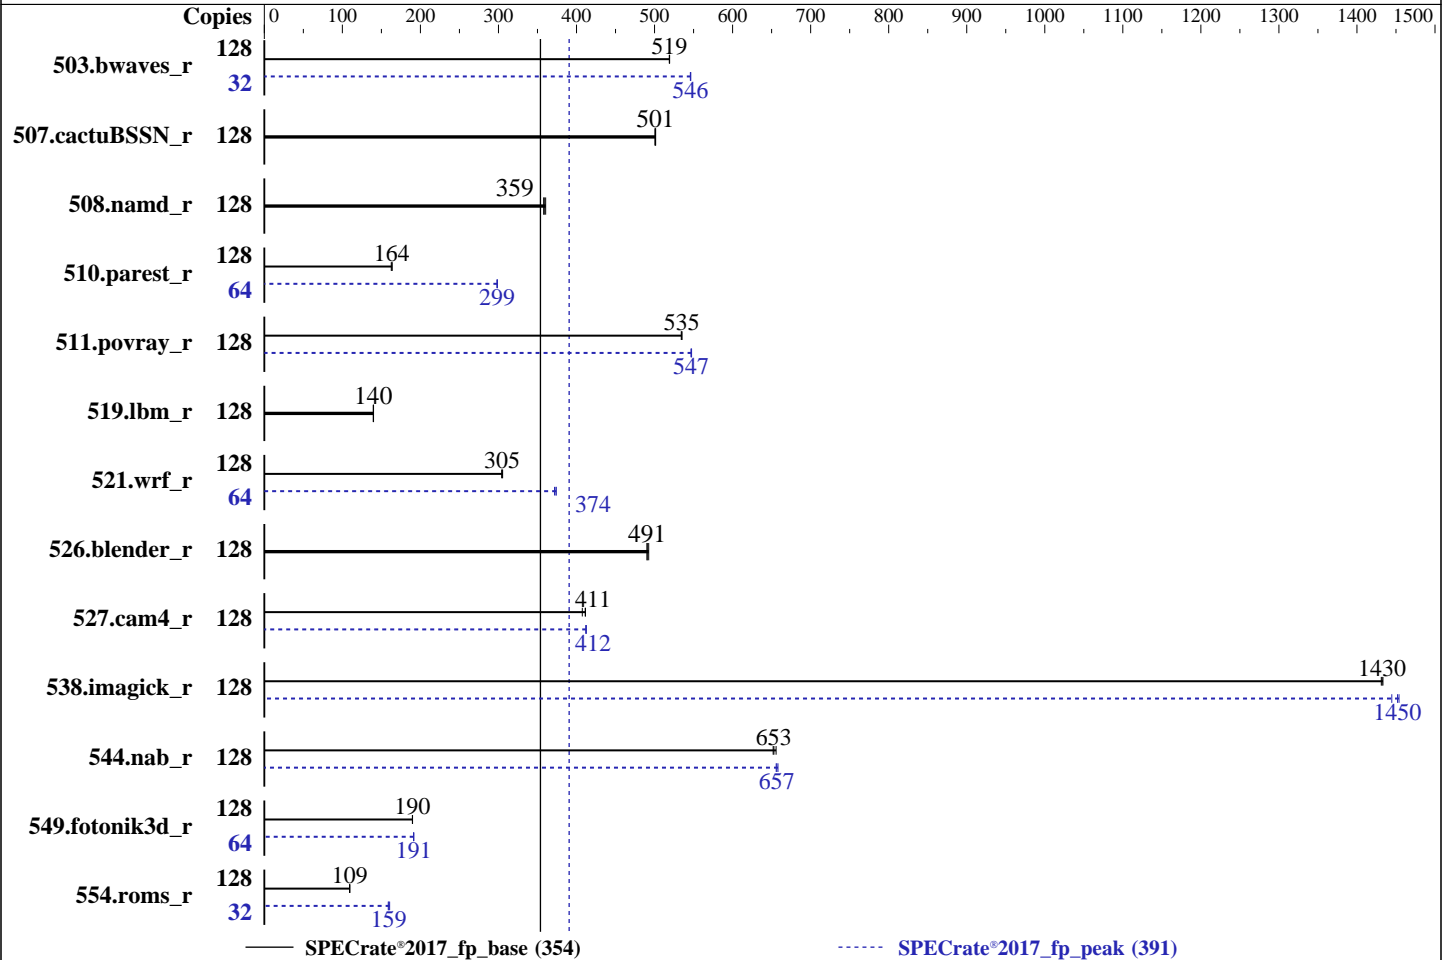 Copies 0 100 200 300 400 500 600 700 800 900 1000 1100 1200 1300 1400 1500
503.bwaves_r 128 519
32 546
507.cactuBSSN_r 128 501
508.namd_r 128 359
510.parest_r 128 164
64 299
511.povray_r 128 535
547
519.lbm_r 128 140
521.wrf_r 128 305
64 374
526.blender_r 128 491
527.cam4_r 128 411
412
538.imagick_r 128 1430
1450
544.nab_r 128 653
657
549.fotonik3d_r 128 190
64 191
554.roms_r 128 109
32 159
SPECrate®2017_fp_base (354) SPECrate®2017_fp_peak (391)